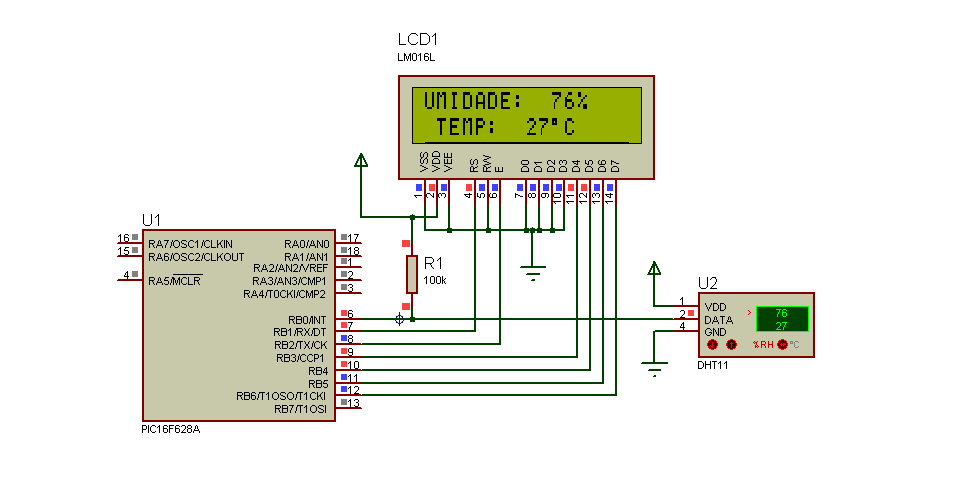 LCD1
LM016L
UMIDADE: 76%
TEMP: 27°C
VSS VDD VEE RS RW E D0 D1 D2 D3 D4 D5 D6 D7
1 2 3 4 5 6 7 8 9 10 11 12 13 14
U1
16 RA7/OSC1/CLKIN RA0/AN0 17
15 RA6/OSC2/CLKOUT RA1/AN1 18
RA2/AN2/VREF 1
4 RA5/MCLR RA3/AN3/CMP1 2
RA4/T0CKI/CMP2 3
RB0/INT 6
RB1/RX/DT 7
RB2/TX/CK 8
RB3/CCP1 9
RB4 10
RB5 11
RB6/T1OSO/T1CKI 12
RB7/T1OSI 13
PIC16F628A
R1
100k
U2
1 VDD
2 DATA
4 GND
> 76
27
%RH °C
DHT11